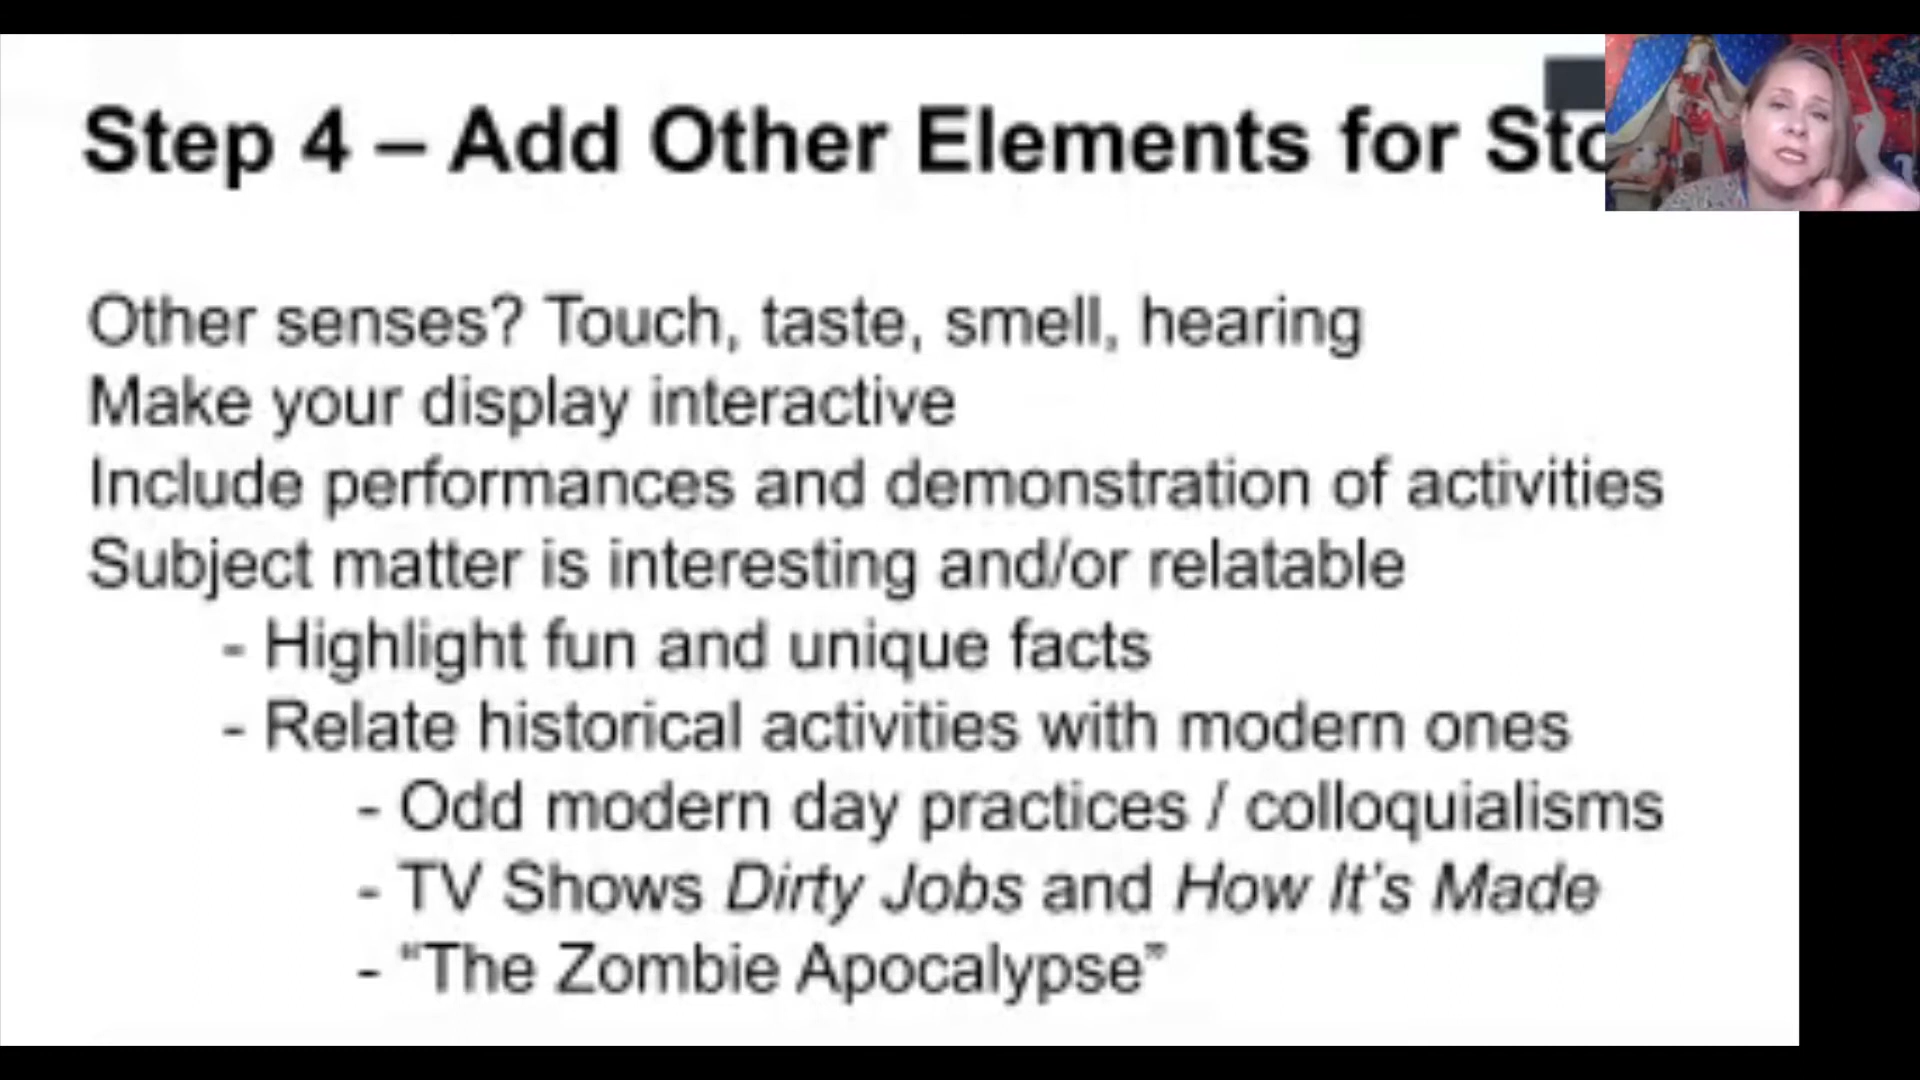 Step 4 – Add Other Elements for
Other senses? Touch, taste, smell, hearing
Make your display interactive
Include performances and demonstration of activities
Subject matter is interesting and/or relatable
- Highlight fun and unique facts
- Relate historical activities with modern ones
- Odd modern day practices / colloquialisms
- TV Shows Dirty Jobs and How It's Made
- “The Zombie Apocalypse”